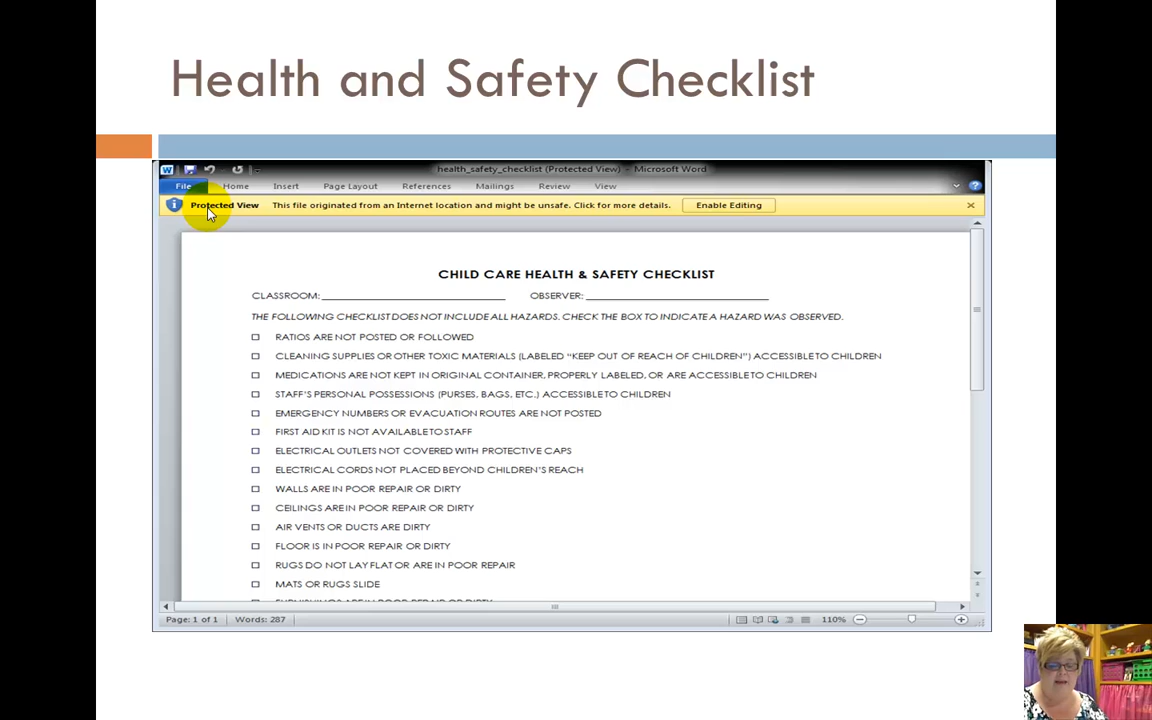 Health and Safety Checklist
health_safety_checklist (Protected View) - Microsoft Word
File Home Insert Page Layout References Mailings Review View
Protected View This file originated from an Internet location and might be unsafe. Click for more details. Enable Editing
CHILD CARE HEALTH & SAFETY CHECKLIST
CLASSROOM: OBSERVER:
THE FOLLOWING CHECKLIST DOES NOT INCLUDE ALL HAZARDS. CHECK THE BOX TO INDICATE A HAZARD WAS OBSERVED.
RATIOS ARE NOT POSTED OR FOLLOWED
CLEANING SUPPLIES OR OTHER TOXIC MATERIALS (LABELED "KEEP OUT OF REACH OF CHILDREN") ACCESSIBLE TO CHILDREN
MEDICATIONS ARE NOT KEPT IN ORIGINAL CONTAINER, PROPERLY LABELED, OR ARE ACCESSIBLE TO CHILDREN
STAFF'S PERSONAL POSSESSIONS (PURSES, BAGS, ETC.) ACCESSIBLE TO CHILDREN
EMERGENCY NUMBERS OR EVACUATION ROUTES ARE NOT POSTED
FIRST AID KIT IS NOT AVAILABLE TO STAFF
ELECTRICAL OUTLETS NOT COVERED WITH PROTECTIVE CAPS
ELECTRICAL CORDS NOT PLACED BEYOND CHILDREN'S REACH
WALLS ARE IN POOR REPAIR OR DIRTY
CEILINGS ARE IN POOR REPAIR OR DIRTY
AIR VENTS OR DUCTS ARE DIRTY
FLOOR IS IN POOR REPAIR OR DIRTY
RUGS DO NOT LAY FLAT OR ARE IN POOR REPAIR
MATS OR RUGS SLIDE
FURNISHINGS ARE IN POOR REPAIR OR DIRTY
Page: 1 of 1 Words: 287 110%